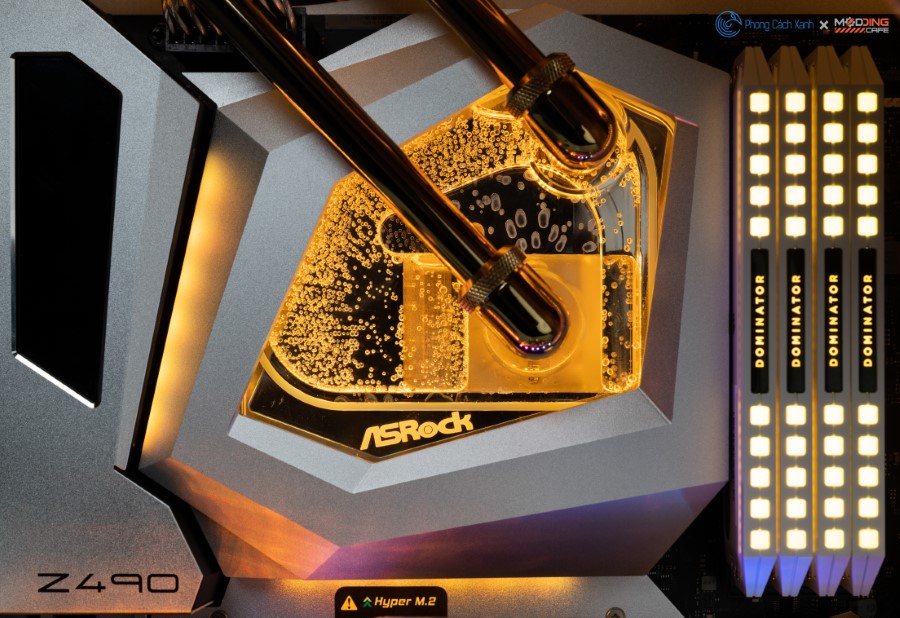 Phong Cách Xanh x MODDING CAFE
DOMINATOR
DOMINATOR
DOMINATOR
DOMINATOR
ASRock
Z490
Hyper M.2